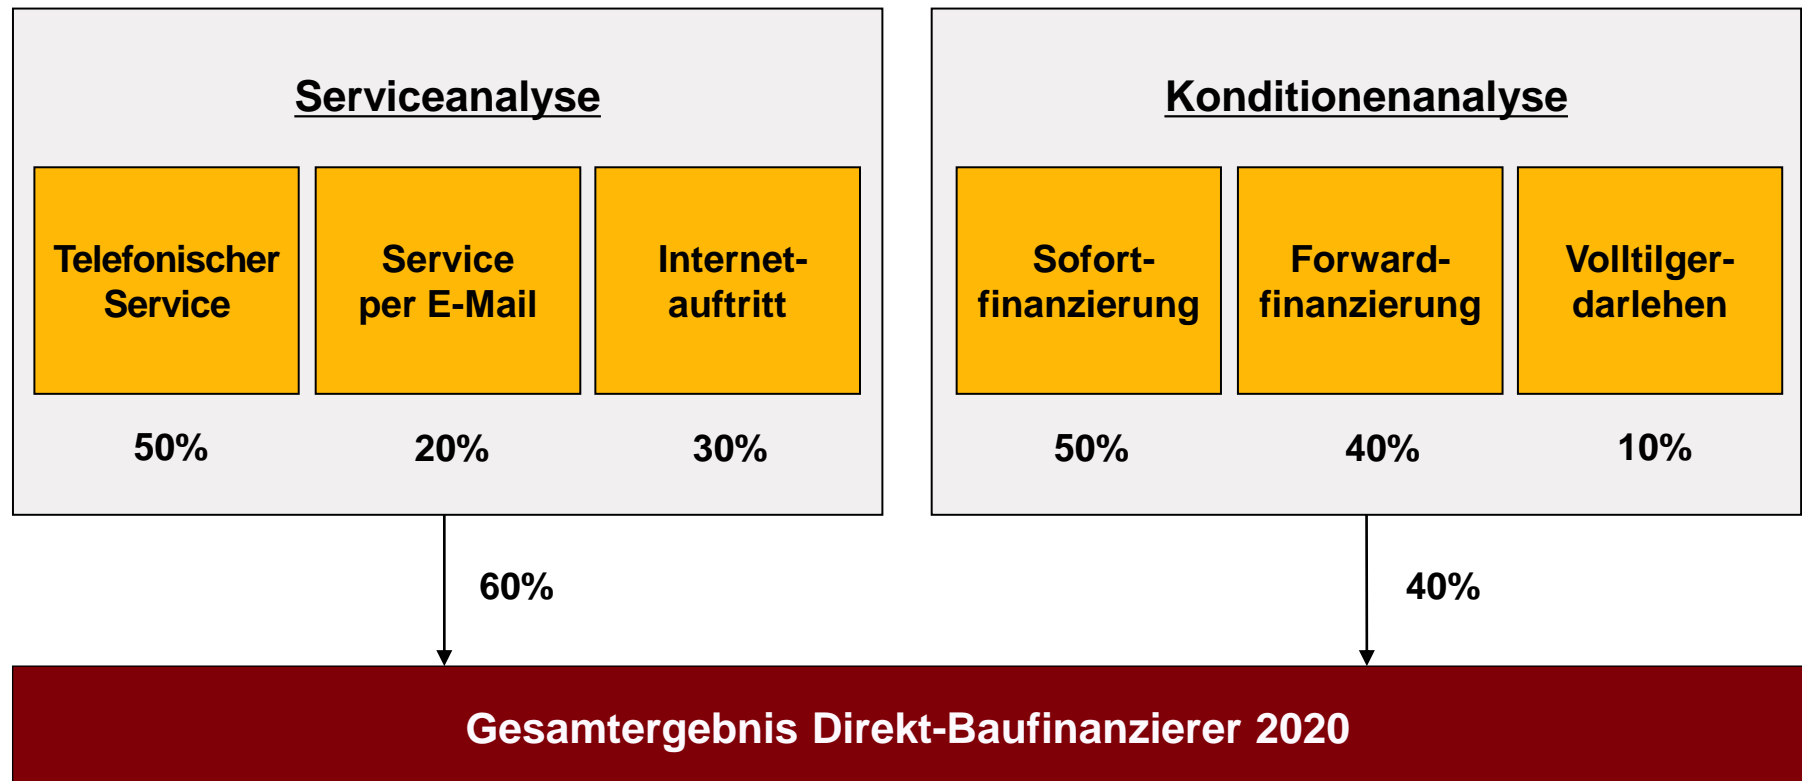 Serviceanalyse
Telefonischer
Service
Service
per E-Mail
Internet-
auftritt
50%
20%
30%
Konditionenanalyse
Sofort-
finanzierung
Forward-
finanzierung
Volltilger-
darlehen
50%
40%
10%
60%
40%
Gesamtergebnis Direkt-Baufinanzierer 2020